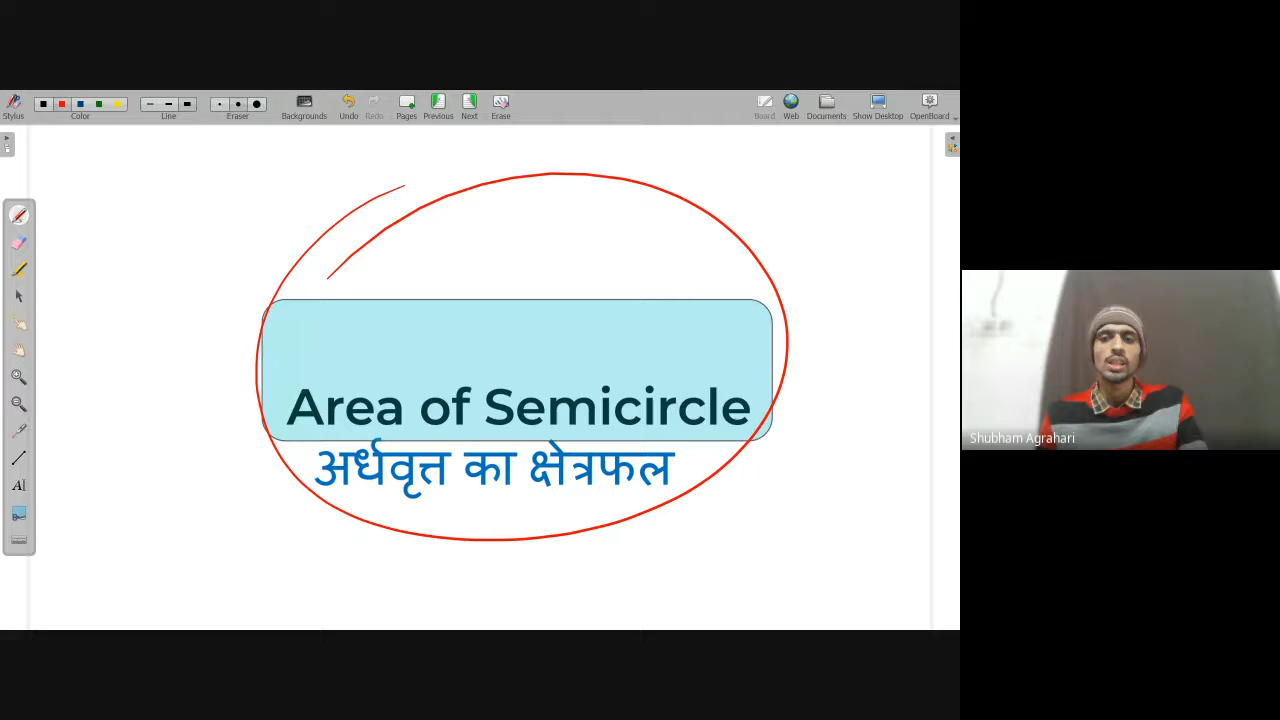 Stylus
Color
Line
Eraser
Backgrounds
Undo
Redo
Pages
Previous
Next
Erase
Board
Web
Documents
Show Desktop
OpenBoard
Area of Semicircle
अर्धवृत्त का क्षेत्रफल
Shubham Agrahari